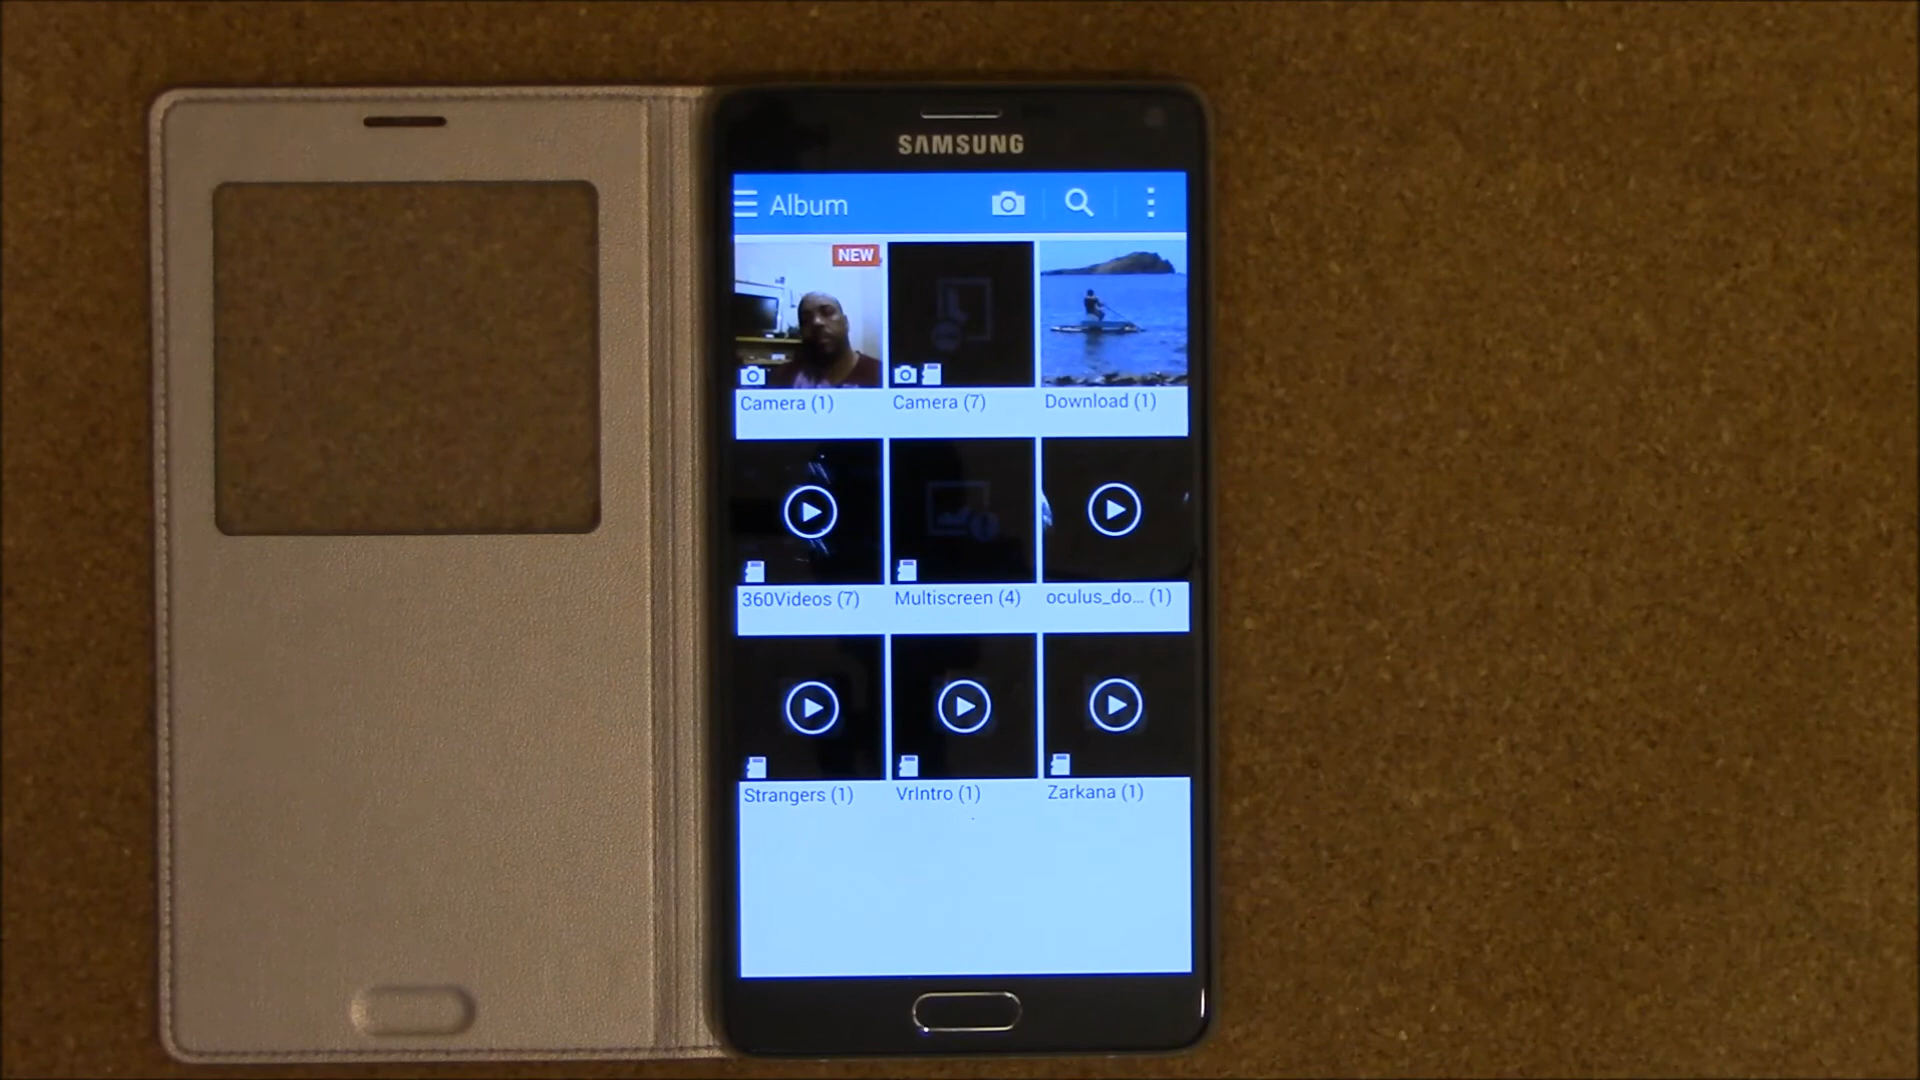 SAMSUNG
Album
NEW
Camera (1)
Camera (7)
Download (1)
360Videos (7)
Multiscreen (4)
oculus_do... (1)
Strangers (1)
VrIntro (1)
Zarkana (1)